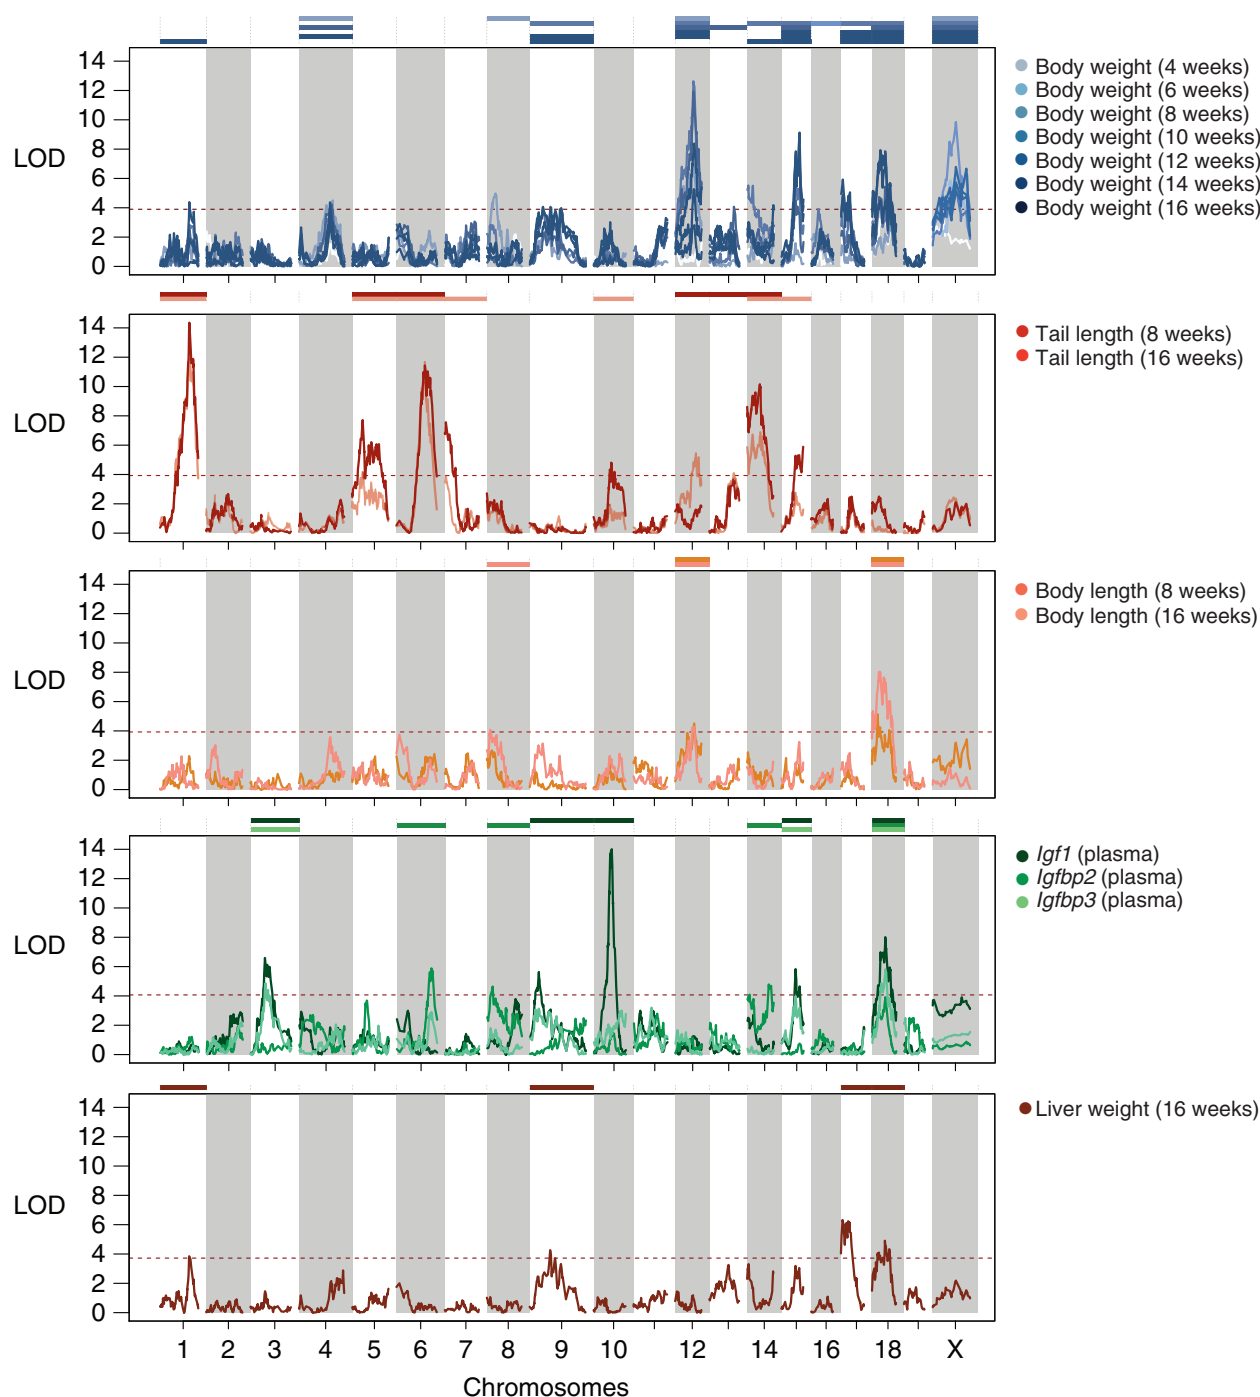 14
12
10
8
6
4
2
0
LOD
Body weight (4 weeks)
Body weight (6 weeks)
Body weight (8 weeks)
Body weight (10 weeks)
Body weight (12 weeks)
Body weight (14 weeks)
Body weight (16 weeks)
14
12
10
8
6
4
2
0
LOD
Tail length (8 weeks)
Tail length (16 weeks)
14
12
10
8
6
4
2
0
LOD
Body length (8 weeks)
Body length (16 weeks)
14
12
10
8
6
4
2
0
LOD
Igf1 (plasma)
Igfbp2 (plasma)
Igfbp3 (plasma)
14
12
10
8
6
4
2
0
LOD
Liver weight (16 weeks)
1 2 3 4 5 6 7 8 9 10 12 14 16 18 X
Chromosomes